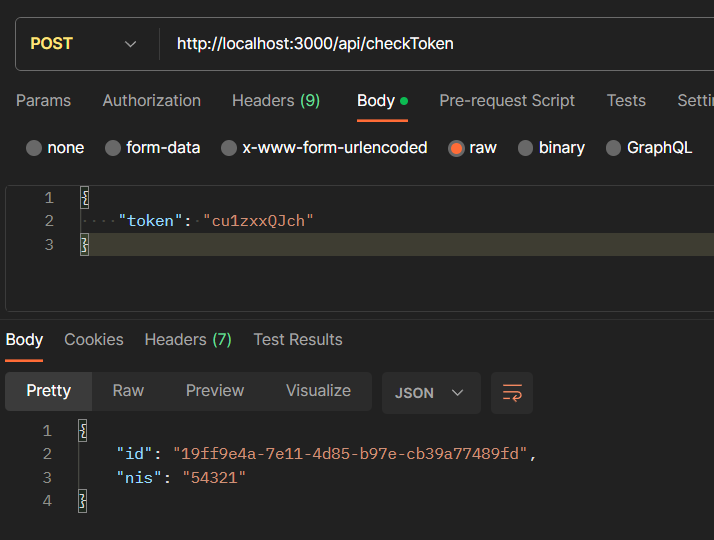 POST http://localhost:3000/api/checkToken
Params Authorization Headers (9) Body Pre-request Script Tests Setti
none form-data x-www-form-urlencoded raw binary GraphQL
1 {
2 ···· "token":· "cu1zxxQJch"
3 }
Body Cookies Headers (7) Test Results
Pretty Raw Preview Visualize JSON
1 {
2 "id": "19ff9e4a-7e11-4d85-b97e-cb39a77489fd",
3 "nis": "54321"
4 }